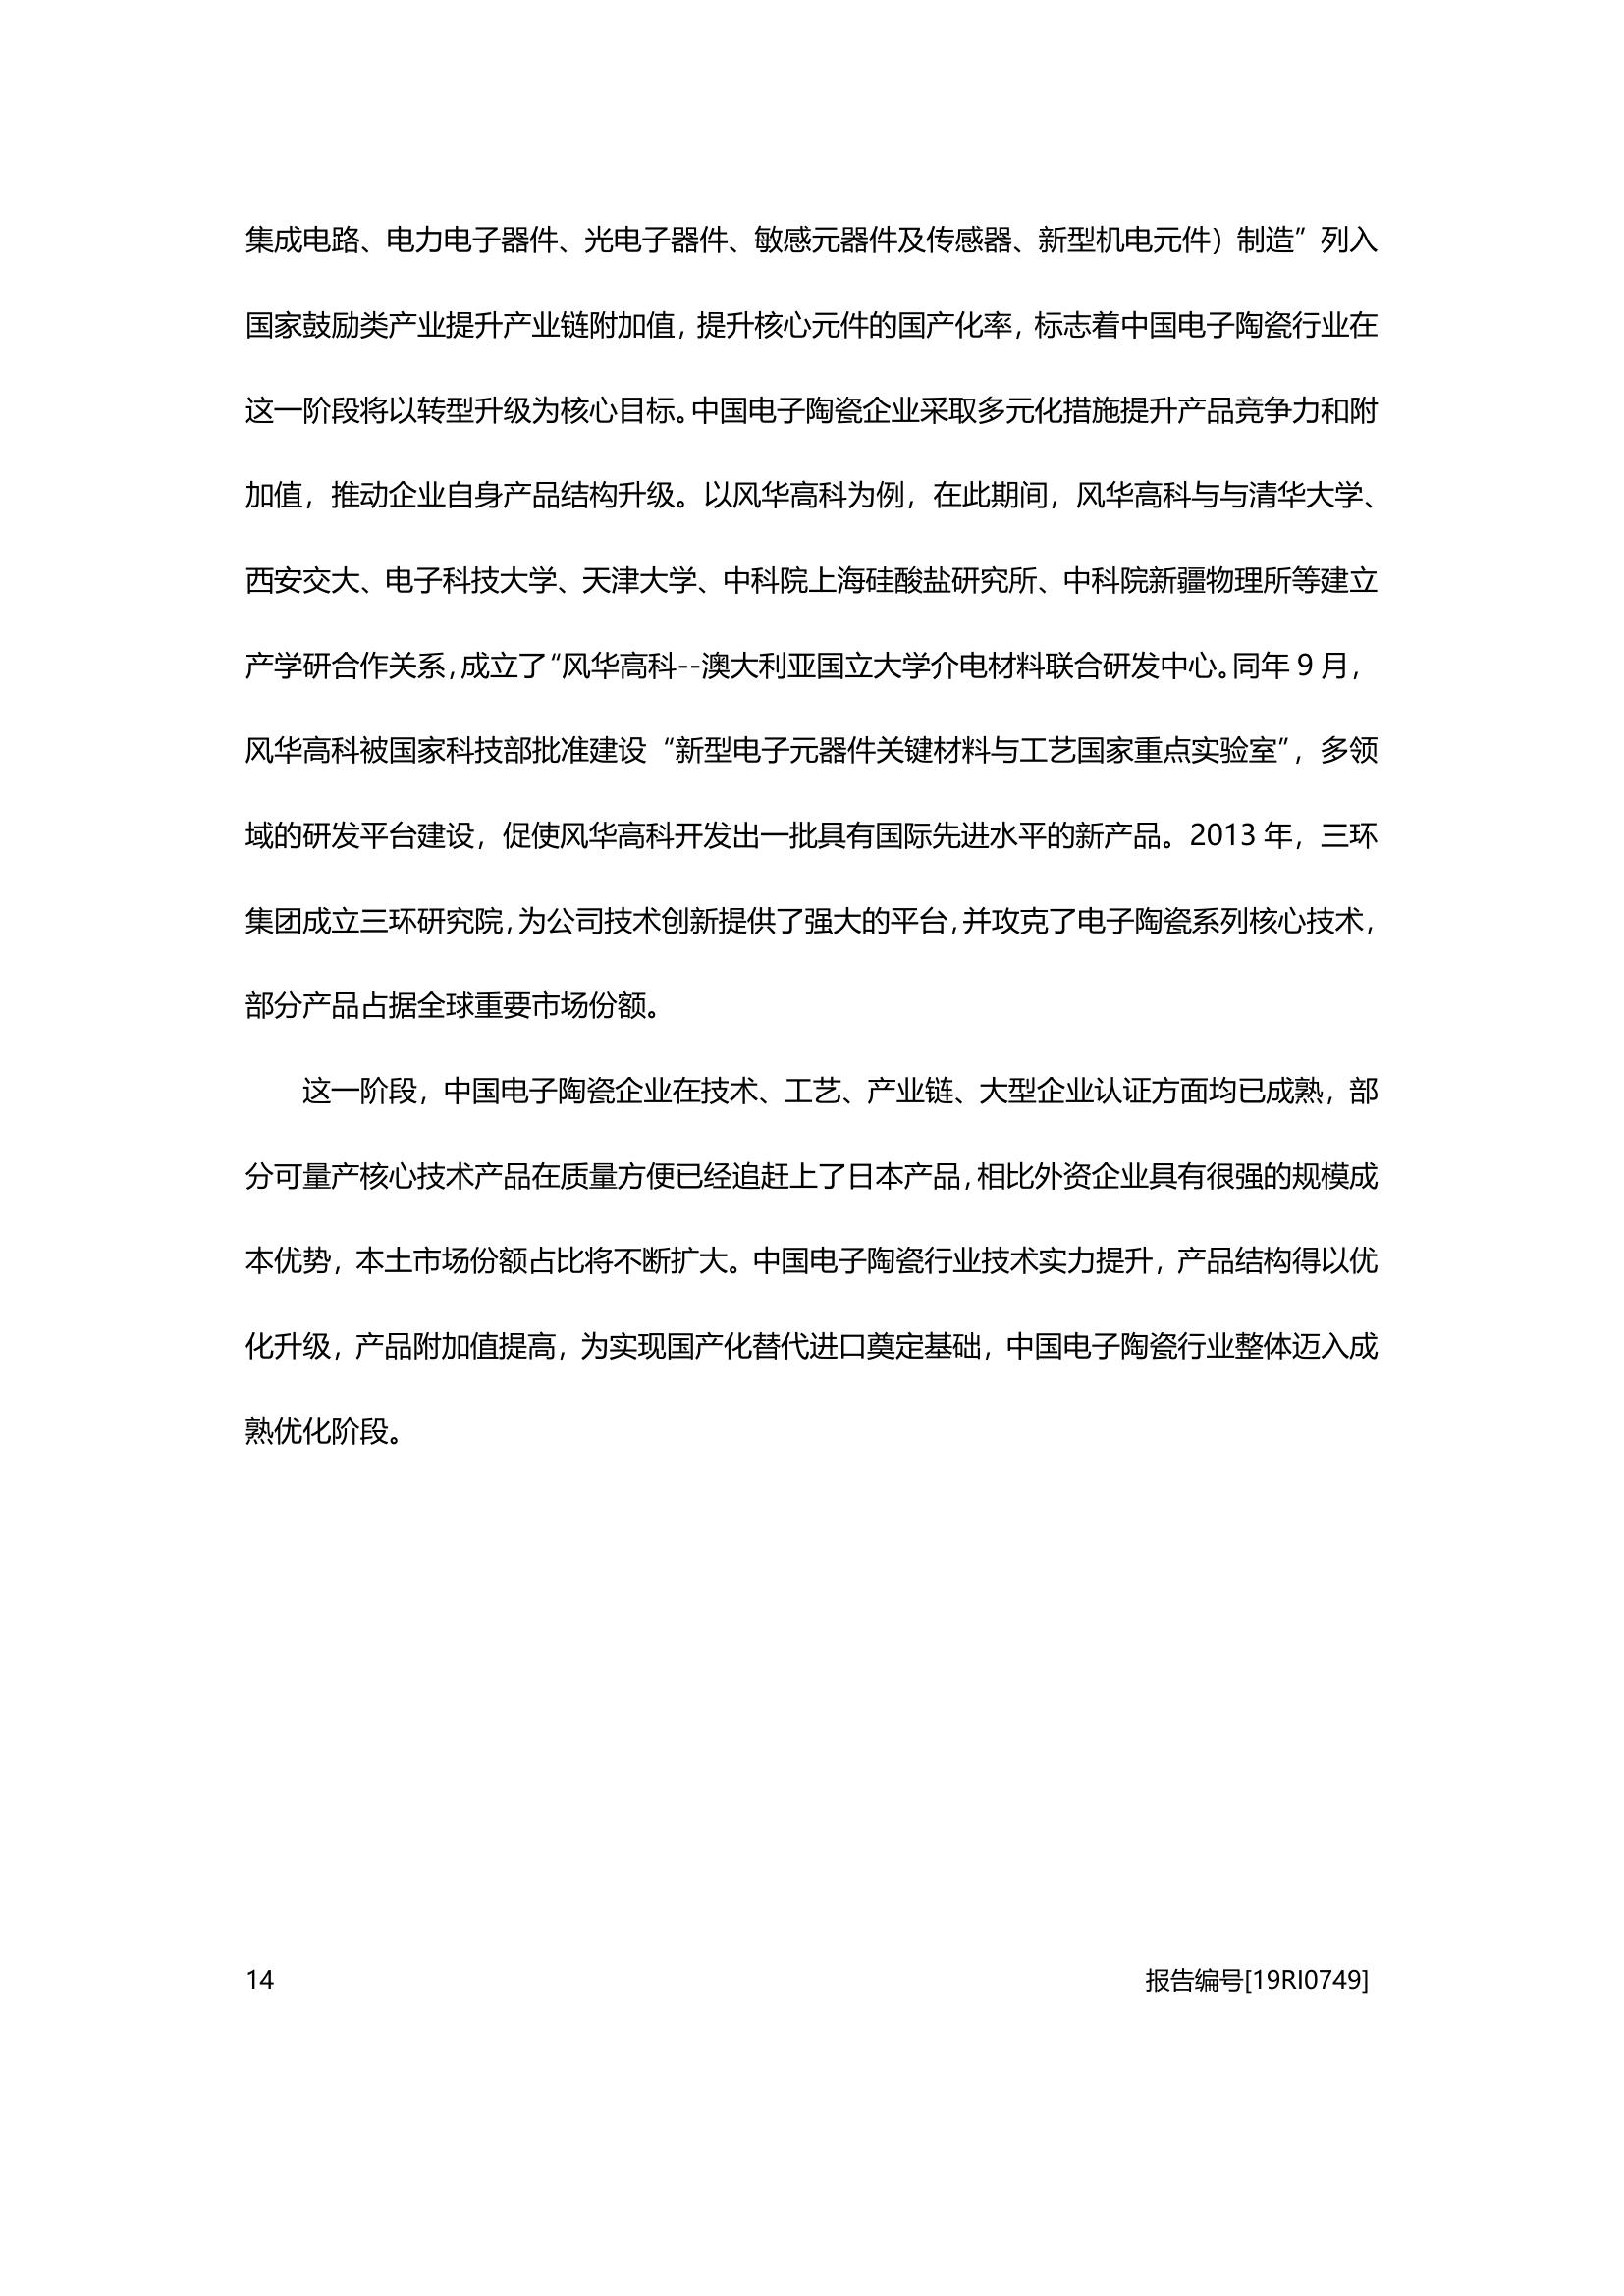 集成电路、电力电子器件、光电子器件、敏感元器件及传感器、新型机电元件）制造”列入
国家鼓励类产业提升产业链附加值，提升核心元件的国产化率，标志着中国电子陶瓷行业在
这一阶段将以转型升级为核心目标。中国电子陶瓷企业采取多元化措施提升产品竞争力和附
加值，推动企业自身产品结构升级。以风华高科为例，在此期间，风华高科与与清华大学、
西安交大、电子科技大学、天津大学、中科院上海硅酸盐研究所、中科院新疆物理所等建立
产学研合作关系，成立了“风华高科--澳大利亚国立大学介电材料联合研发中心。同年 9 月，
风华高科被国家科技部批准建设“新型电子元器件关键材料与工艺国家重点实验室”，多领
域的研发平台建设，促使风华高科开发出一批具有国际先进水平的新产品。2013 年，三环
集团成立三环研究院，为公司技术创新提供了强大的平台，并攻克了电子陶瓷系列核心技术，
部分产品占据全球重要市场份额。
这一阶段，中国电子陶瓷企业在技术、工艺、产业链、大型企业认证方面均已成熟，部
分可量产核心技术产品在质量方便已经追赶上了日本产品，相比外资企业具有很强的规模成
本优势，本土市场份额占比将不断扩大。中国电子陶瓷行业技术实力提升，产品结构得以优
化升级，产品附加值提高，为实现国产化替代进口奠定基础，中国电子陶瓷行业整体迈入成
熟优化阶段。
14 报告编号[19RI0749]